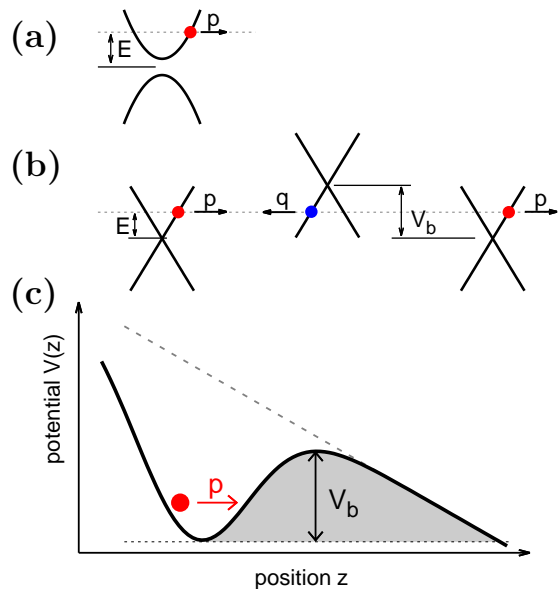 (a)
E
p
(b)
E
p
q
V_b
p
(c)
potential V(z)
p
V_b
position z